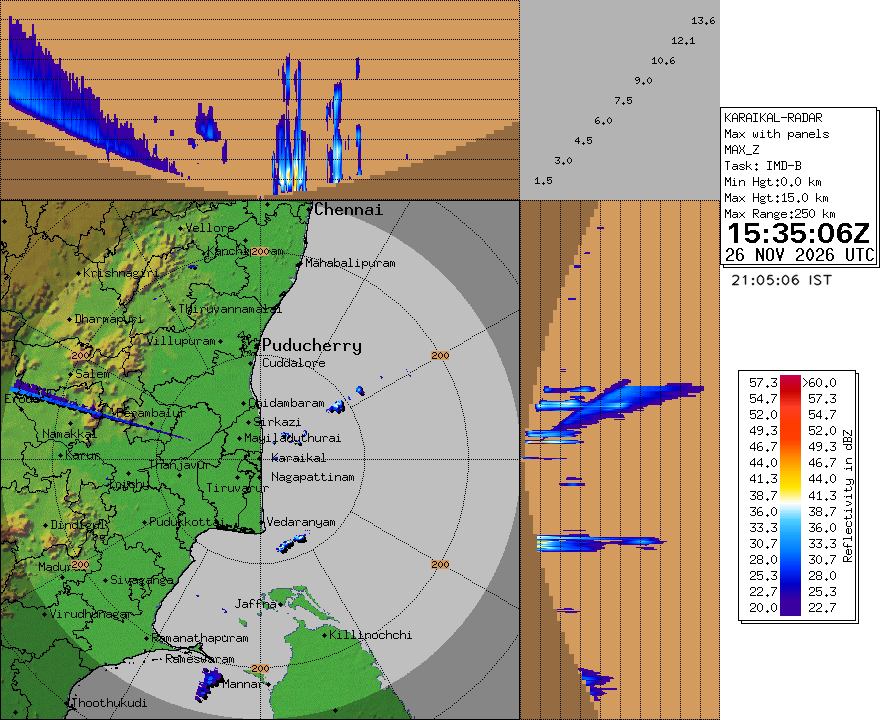 13.6
12.1
10.6
9.0
7.5
6.0
4.5
3.0
1.5
KARAIKAL-RADAR
Max with panels
MAX_Z
Task: IMD-B
Min Hgt:0.0 km
Max Hgt:15.0 km
Max Range:250 km
15:35:06Z
26 NOV 2026 UTC
21:05:06 IST
Chennai
Vellore
200
Mahabalipuram
Krishnagiri
Thiruvannamalai
Dharmapuri
Villupuram
Puducherry
200
200
Cuddalore
Salem
Chidambaram
Perambalur
Sirkazi
Namakkal
Mayiladuthurai
Karur
Karaikal
Thanjavur
Nagapattinam
Tiruvarur
Dindigul
Pudukkottai
Vedaranyam
200
200
Sivaganga
Jaffna
Virudhunagar
Ramanathapuram
Killinochchi
Rameswaram
200
Mannar
Thoothukudi
57.3 >60.0
54.7 57.3
52.0 54.7
49.3 52.0
46.7 49.3
44.0 46.7
41.3 44.0
38.7 41.3
36.0 38.7
33.3 36.0
30.7 33.3
28.0 30.7
25.3 28.0
22.7 25.3
20.0 22.7
Reflectivity in dBZ